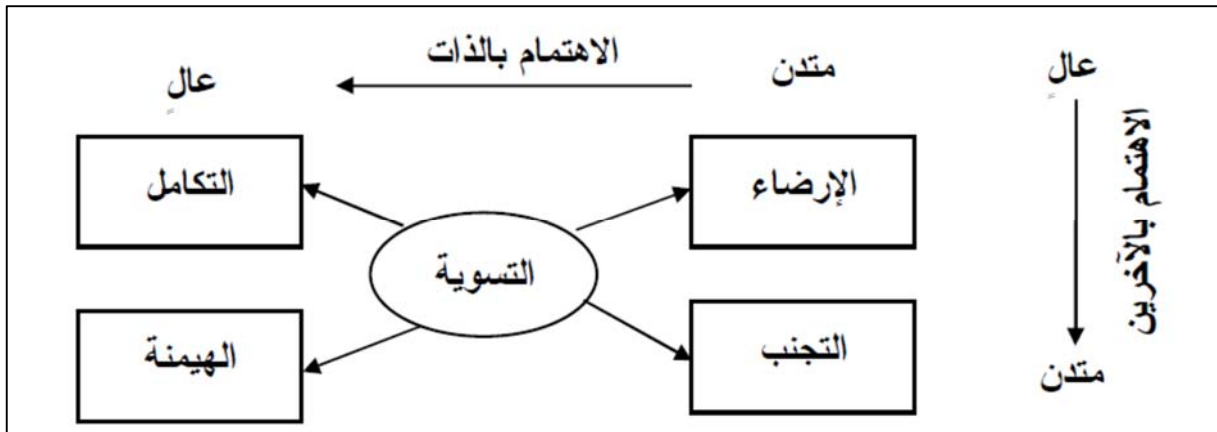 الاهتمام بالذات
عالٍ
متدن
عالٍ
التكامل
الإرضاء
الاهتمام بالآخرين
التسوية
الهيمنة
التجنب
متدن